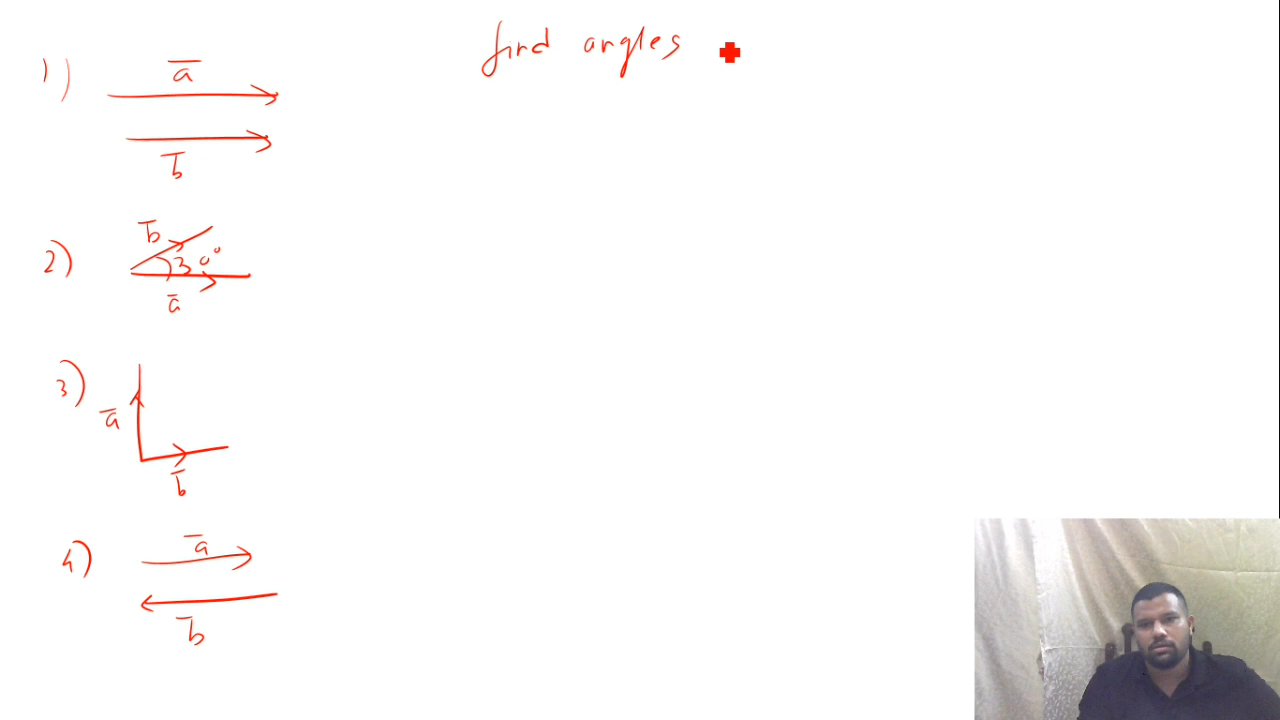 find angles
1)
a̅
b̅
2)
b̅
30°
a̅
3)
a̅
b̅
4)
a̅
b̅